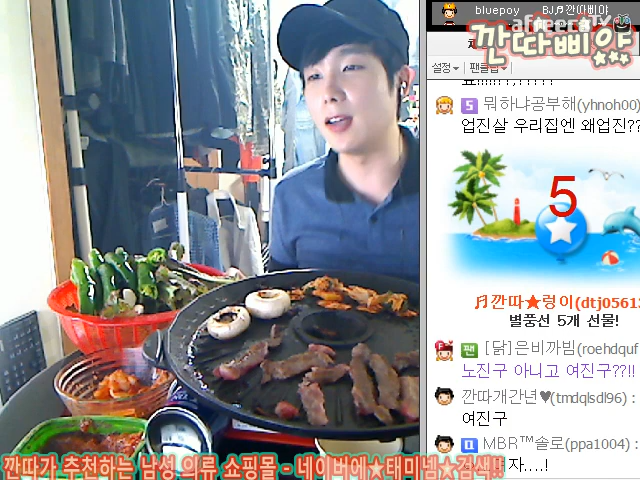 bluepoy BJ♬깐따삐야
afreecaTV
깐따삐야
설정 팬클럽
뭐하냐공부해(yhnoh00)
업진살 우리집엔 왜업진??
5
♬깐따★렁이(dtj0561
별풍선 5개 선물!
[닭]은비까빔(roehdquf
노진구 아니고 여진구??!!
깐따개간년♥(tmdqlsdl96) :
여진구
MBR™솔로(ppa1004) :
깐따가 추천하는 남성 의류 쇼핑몰 - 네이버에★태미넴★검색!!